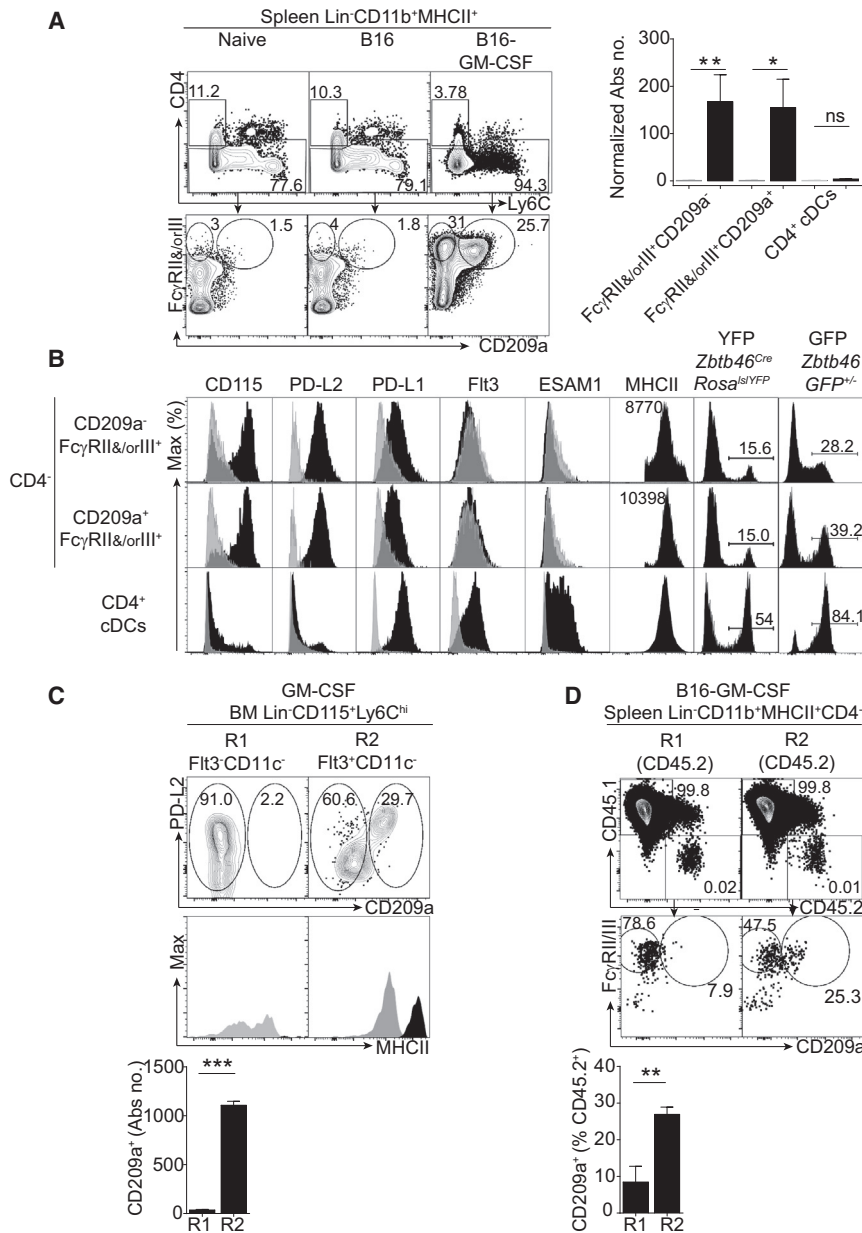 A
Spleen Lin⁻CD11b⁺MHCII⁺
Naive
B16
B16-
GM-CSF
CD4
11.2
77.6
10.3
79.1
3.78
94.3
Ly6C
FcγRII&/orIII
3
1.5
4
1.8
31
25.7
CD209a
Normalized Abs no.
300
200
100
0
**
*
ns
FcγRII&/orIII⁺CD209a⁻
FcγRII&/orIII⁺CD209a⁺
CD4⁺ cDCs
B
CD115
PD-L2
PD-L1
Flt3
ESAM1
MHCII
YFP
Zbtb46ᶜʳᵉ
Rosaˡˢˡʸᶠᴾ
GFP
Zbtb46
GFP⁺/⁻
Max (%)
CD4⁻
CD209a⁻
FcγRII&/orIII⁺
8770
15.6
28.2
CD209a⁺
FcγRII&/orIII⁺
10398
15.0
39.2
CD4⁺
cDCs
54
84.1
C
GM-CSF
BM Lin⁻CD115⁺Ly6Cʰⁱ
R1
Flt3⁻CD11c⁻
R2
Flt3⁺CD11c⁻
PD-L2
91.0
2.2
60.6
29.7
CD209a
Max
MHCII
CD209a⁺ (Abs no.)
1500
1000
500
0
***
R1
R2
D
B16-GM-CSF
Spleen Lin⁻CD11b⁺MHCII⁺CD4⁻
R1
(CD45.2)
R2
(CD45.2)
CD45.1
99.8
0.02
99.8
0.01
CD45.2
FcγRII/III
78.6
7.9
47.5
25.3
CD209a
CD209a⁺ (% CD45.2⁺)
40
30
20
10
0
**
R1
R2